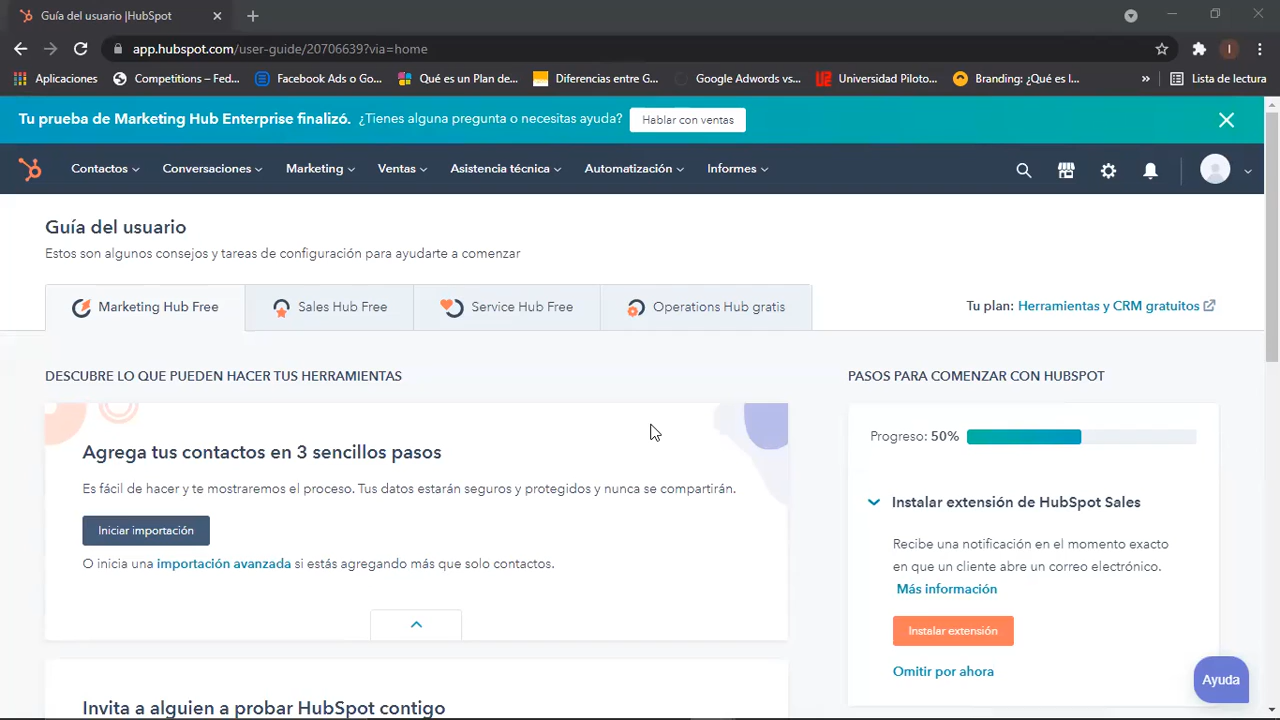 Guía del usuario |HubSpot
app.hubspot.com/user-guide/20706639?via=home
I
Aplicaciones
Competitions – Fed...
Facebook Ads o Go...
Qué es un Plan de...
Diferencias entre G...
Google Adwords vs...
Universidad Piloto...
Branding: ¿Qué es l...
»
Lista de lectura
Tu prueba de Marketing Hub Enterprise finalizó. ¿Tienes alguna pregunta o necesitas ayuda? Hablar con ventas
Contactos
Conversaciones
Marketing
Ventas
Asistencia técnica
Automatización
Informes
Guía del usuario
Estos son algunos consejos y tareas de configuración para ayudarte a comenzar
Marketing Hub Free
Sales Hub Free
Service Hub Free
Operations Hub gratis
Tu plan: Herramientas y CRM gratuitos
DESCUBRE LO QUE PUEDEN HACER TUS HERRAMIENTAS
Agrega tus contactos en 3 sencillos pasos
Es fácil de hacer y te mostraremos el proceso. Tus datos estarán seguros y protegidos y nunca se compartirán.
Iniciar importación
O inicia una importación avanzada si estás agregando más que solo contactos.
Invita a alguien a probar HubSpot contigo
PASOS PARA COMENZAR CON HUBSPOT
Progreso: 50%
Instalar extensión de HubSpot Sales
Recibe una notificación en el momento exacto
en que un cliente abre un correo electrónico.
Más información
Instalar extensión
Omitir por ahora
Ayuda